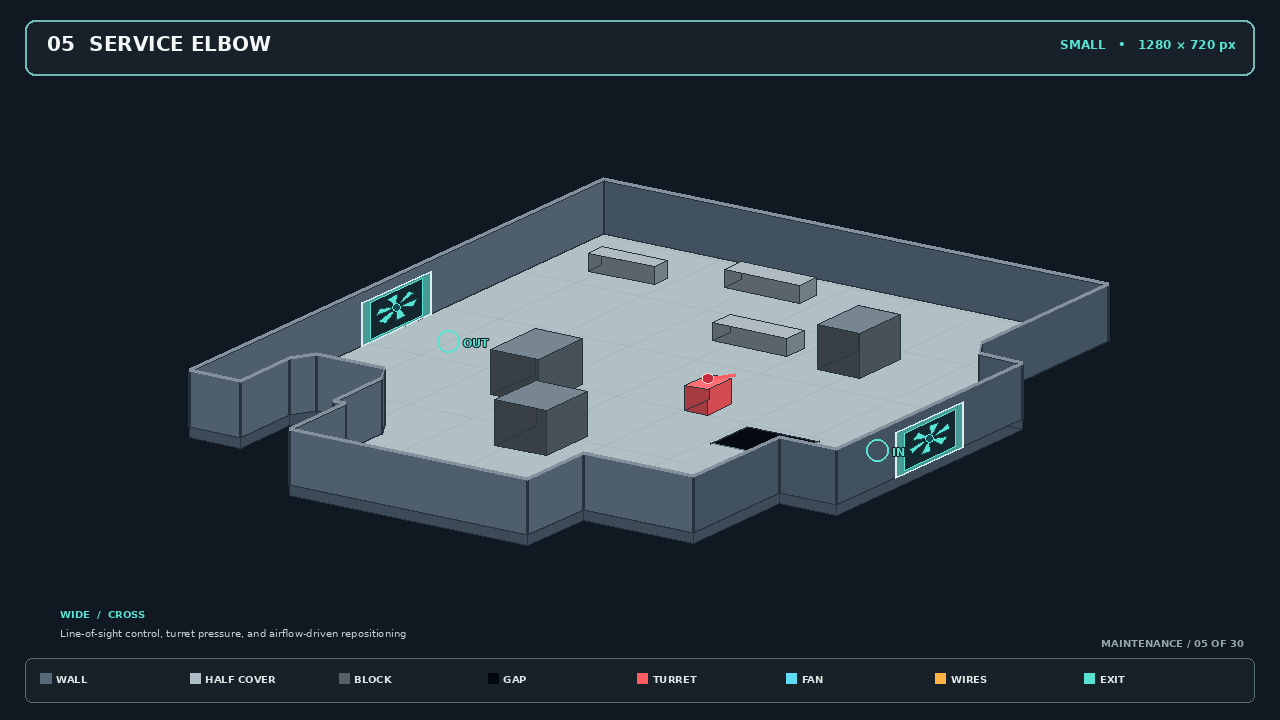 05 SERVICE ELBOW
SMALL • 1280 × 720 px
OUT
IN
WIDE / CROSS
Line-of-sight control, turret pressure, and airflow-driven repositioning
MAINTENANCE / 05 OF 30
WALL HALF COVER BLOCK GAP TURRET FAN WIRES EXIT